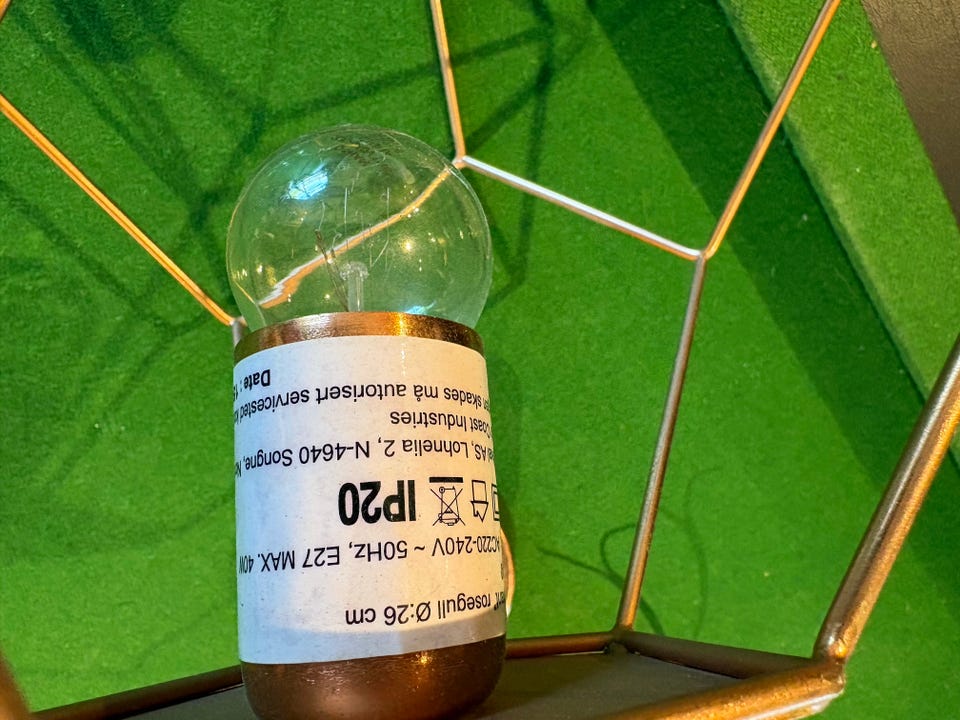 rosegull Ø:26 cm
AC220-240V ~ 50Hz, E27 MAX. 40W
IP20
AS, Lohnelia 2, N-4640 Songne,
Coast Industries
skades må autorisert servicested
Date :